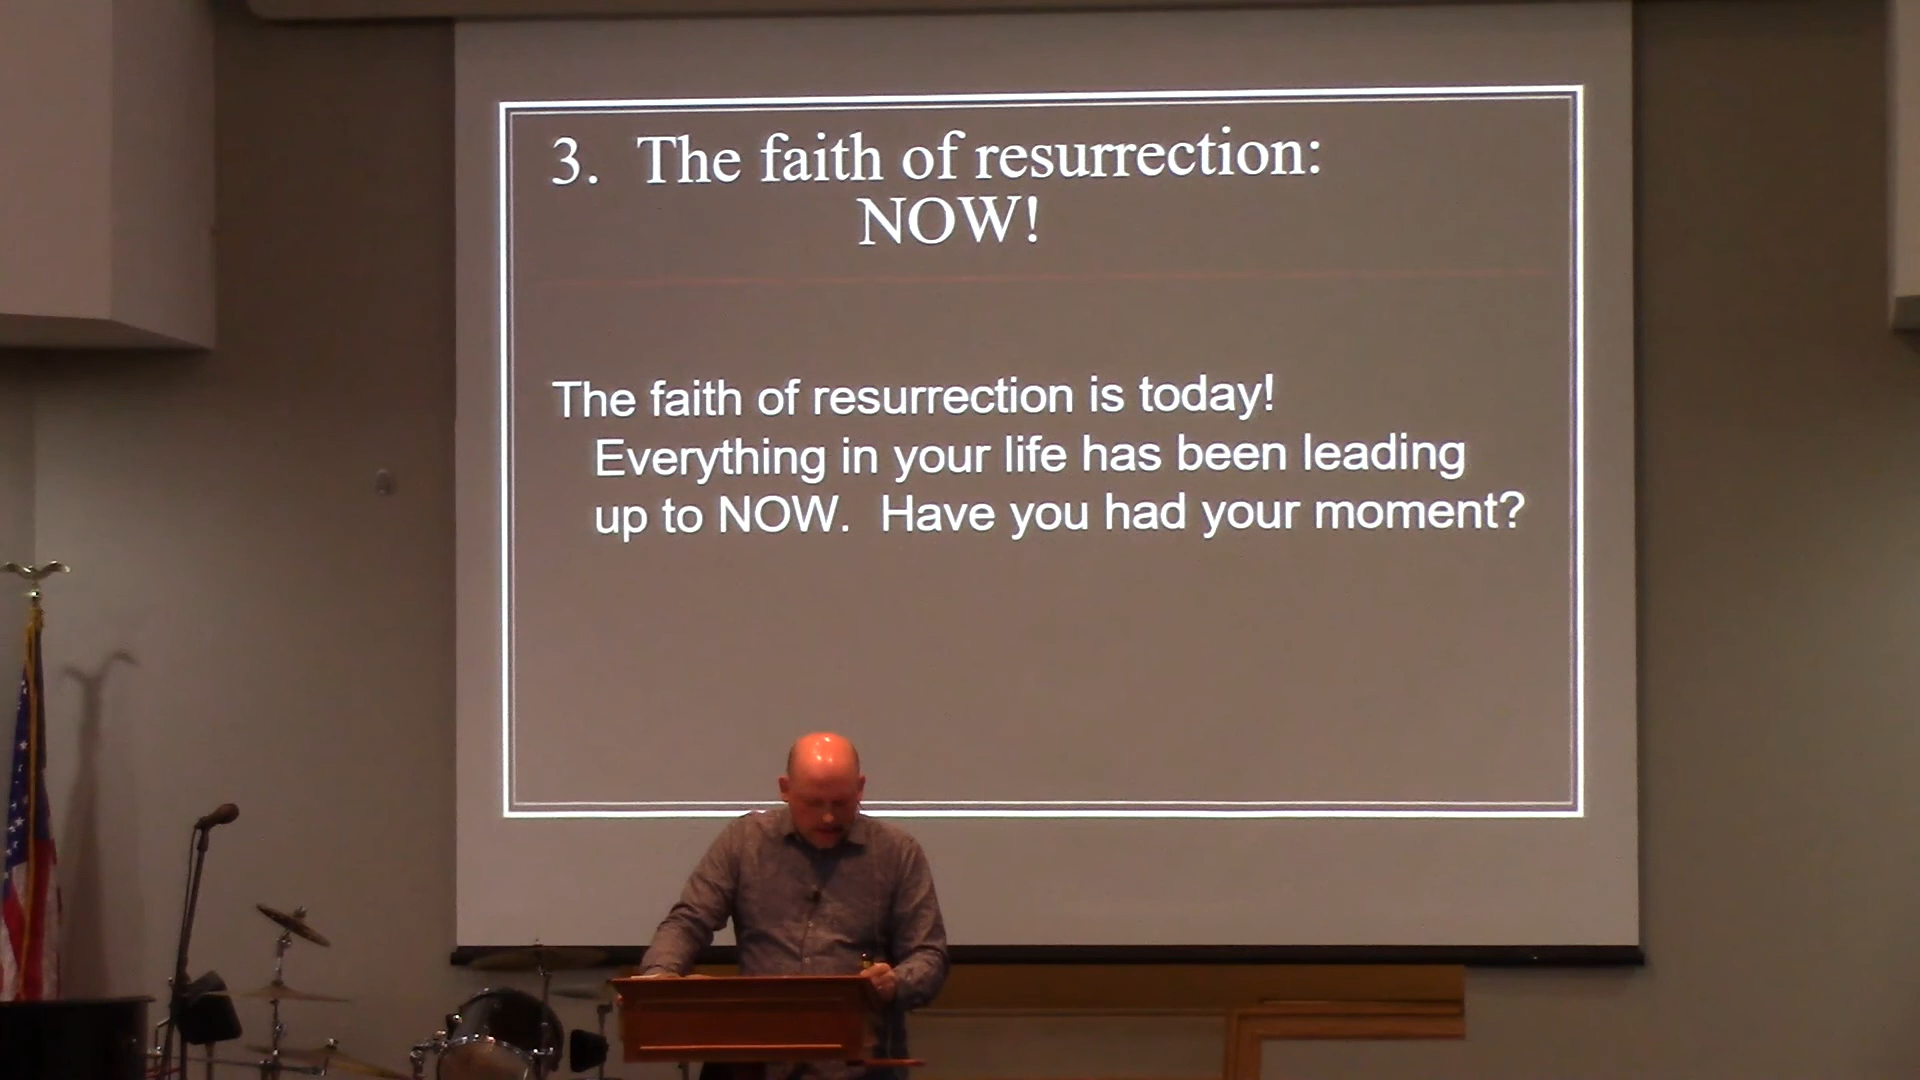 3. The faith of resurrection:
NOW!
The faith of resurrection is today!
Everything in your life has been leading
up to NOW. Have you had your moment?